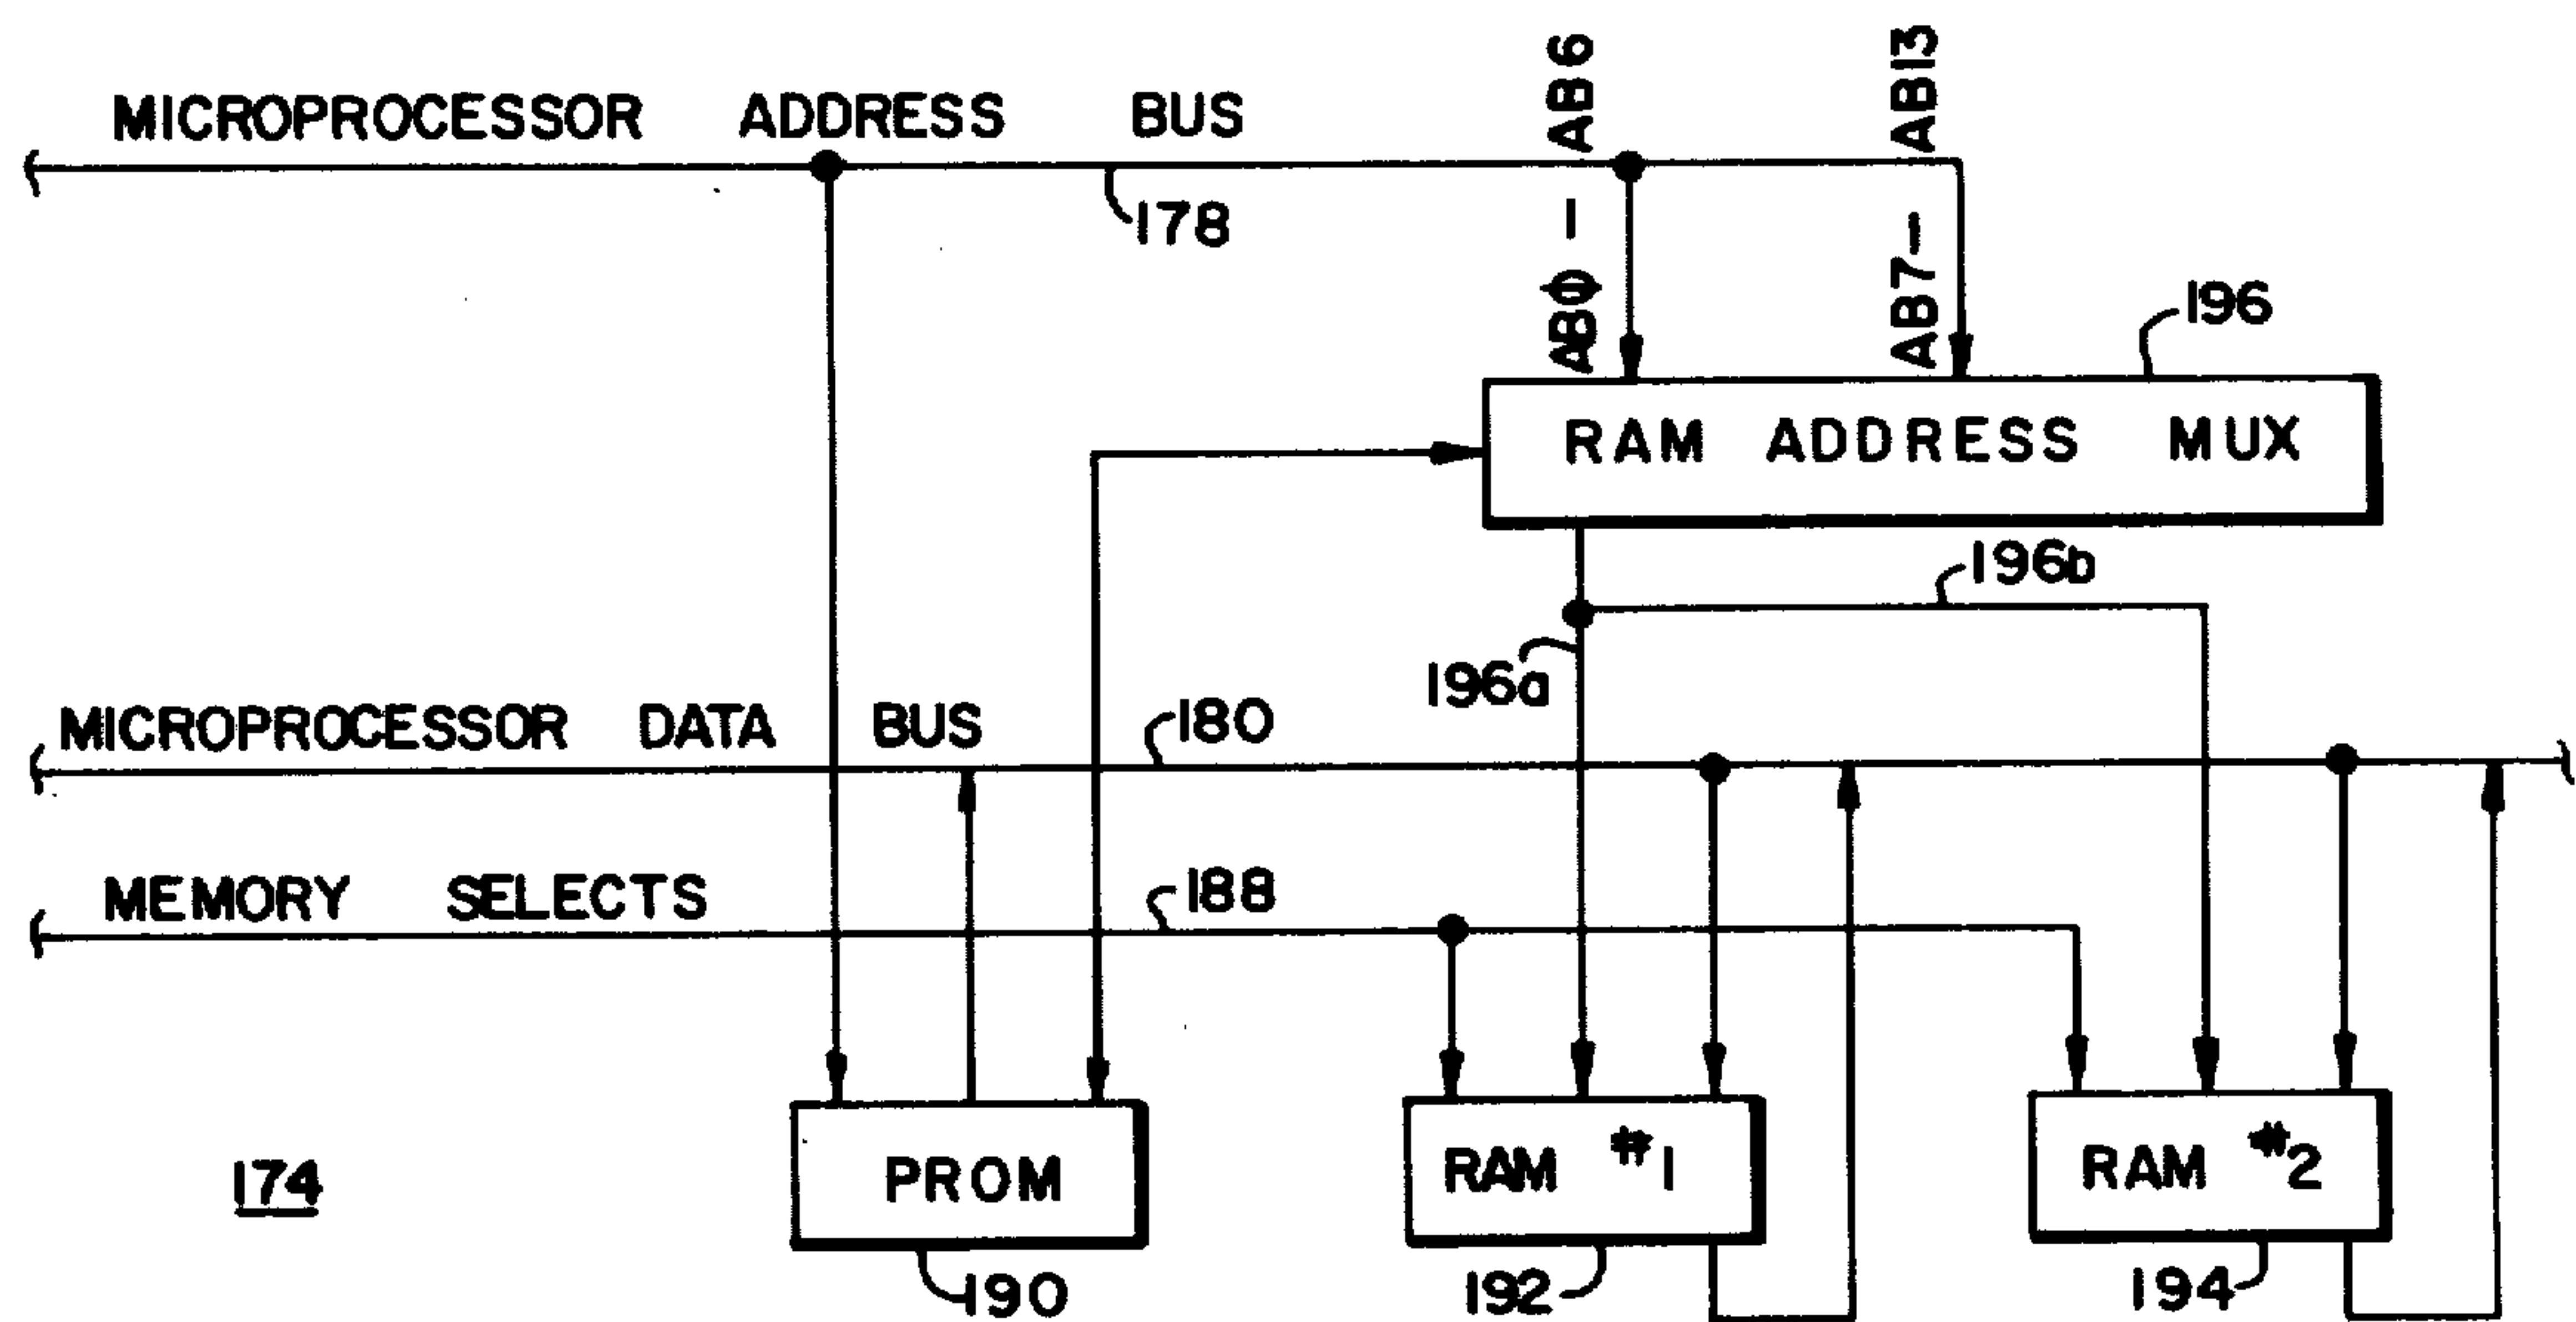 MICROPROCESSOR ADDRESS BUS
178
ABϕ - AB6
AB7- AB13
196
RAM ADDRESS MUX
196b
196a
MICROPROCESSOR DATA BUS
180
MEMORY SELECTS
188
PROM
RAM #1
RAM #2
174
190
192
194